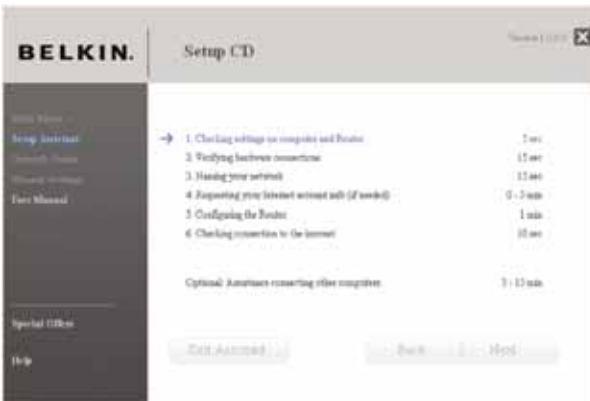 BELKIN.
Setup CD
Setup Assistant
User Manual
Special Offers
Help
→ 1. Checking settings on computer and Router 5 sec
2. Verifying hardware connections 15 sec
3. Naming your network 15 sec
4. Requesting your Internet account info (if needed) 0 - 5 min
5. Configuring the Router 1 min
6. Checking connection to the internet 10 sec
Optional: Assistance connecting other computers 5 - 15 min
Exit Assistant Back Next